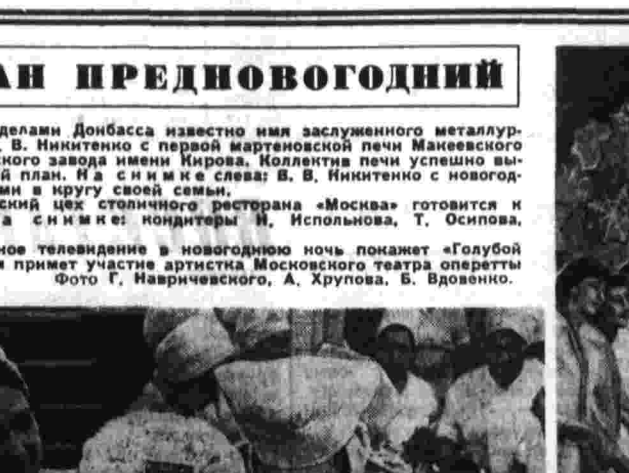 АН ПРЕДНОВОГОДНИЙ
делами Донбасса известно имя заслуженного металлур-
В. Никитенко с первой мартеновской печи Макеевского
ского завода имени Кирова. Коллектив печи успешно вы-
й план. На снимке слева: В. В. Никитенко с новогод-
ми в кругу своей семьи.
ский цех столичного ресторана «Москва» готовится к
а снимке: кондитеры Н. Испольнова, Т. Осипова,
ное телевидение в новогоднюю ночь покажет «Голубой
и примет участие артистка Московского театра оперетты
Фото Г. Навричевского, А. Хрупова, Б. Вдовенко.